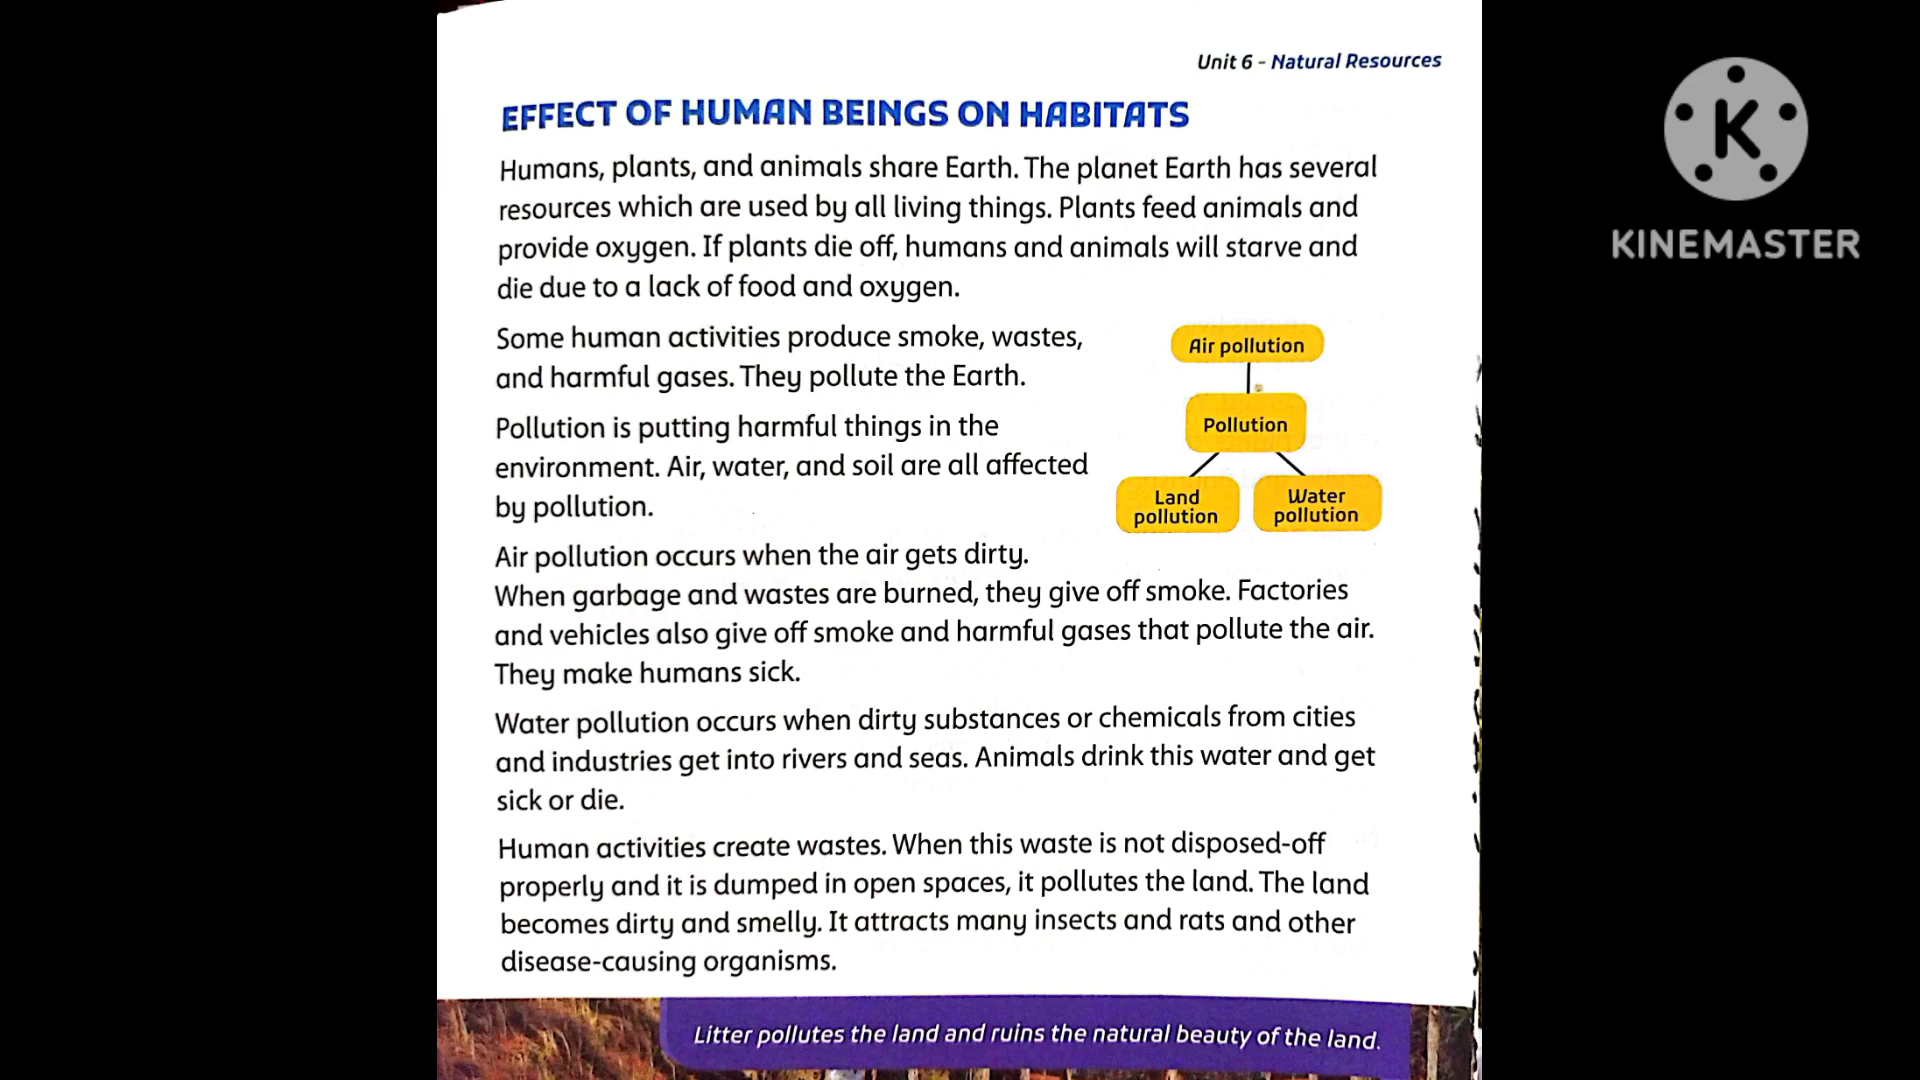 Unit 6 - Natural Resources
EFFECT OF HUMAN BEINGS ON HABITATS
Humans, plants, and animals share Earth. The planet Earth has several
resources which are used by all living things. Plants feed animals and
provide oxygen. If plants die off, humans and animals will starve and
die due to a lack of food and oxygen.
Some human activities produce smoke, wastes,
and harmful gases. They pollute the Earth.
Pollution is putting harmful things in the
environment. Air, water, and soil are all affected
by pollution.
Air pollution
Pollution
Land
pollution
Water
pollution
Air pollution occurs when the air gets dirty.
When garbage and wastes are burned, they give off smoke. Factories
and vehicles also give off smoke and harmful gases that pollute the air.
They make humans sick.
Water pollution occurs when dirty substances or chemicals from cities
and industries get into rivers and seas. Animals drink this water and get
sick or die.
Human activities create wastes. When this waste is not disposed-off
properly and it is dumped in open spaces, it pollutes the land. The land
becomes dirty and smelly. It attracts many insects and rats and other
disease-causing organisms.
Litter pollutes the land and ruins the natural beauty of the land.
K
KINEMASTER